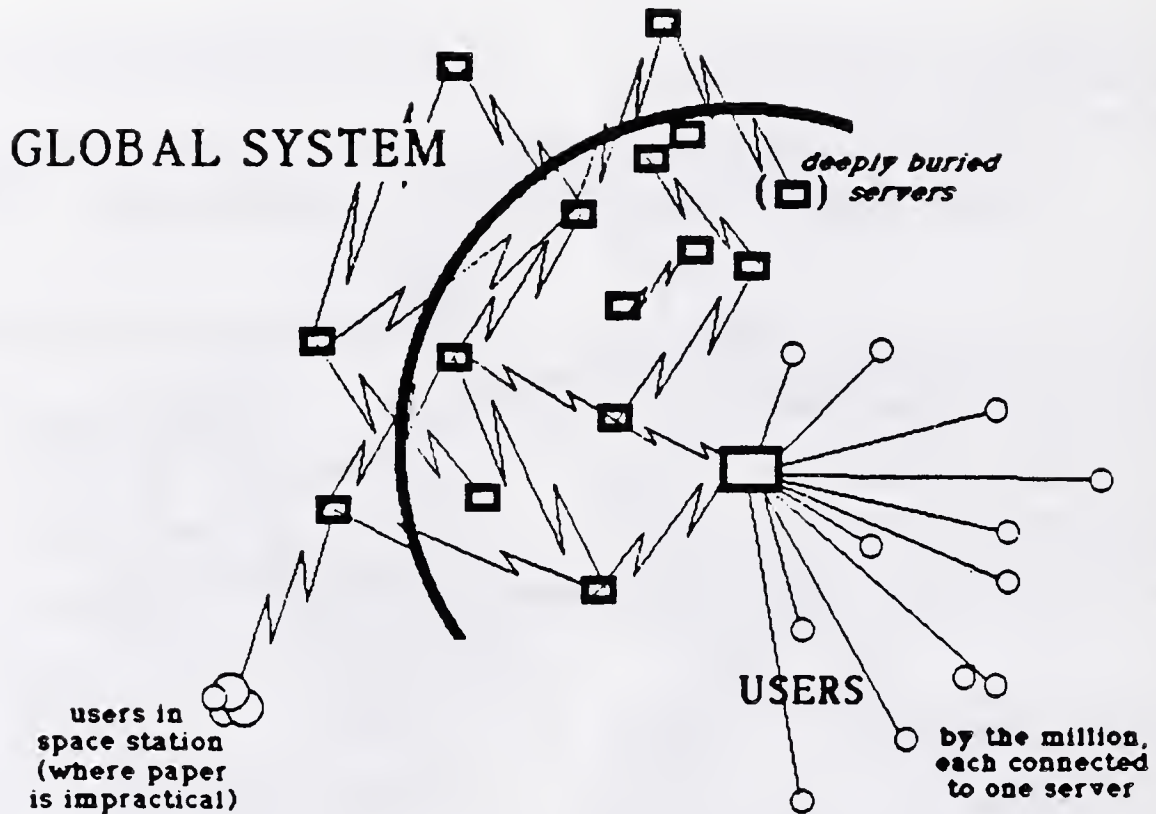 GLOBAL SYSTEM
deeply buried
servers
USERS
by the million,
each connected
to one server
users in
space station
(where paper
is impractical)